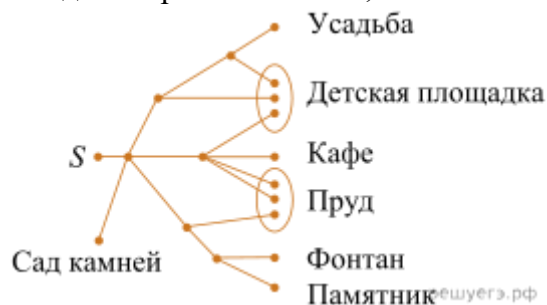 Усадьба
Детская площадка
S
Кафе
Пруд
Сад камней
Фонтан
Памятник
решуегэ.рф